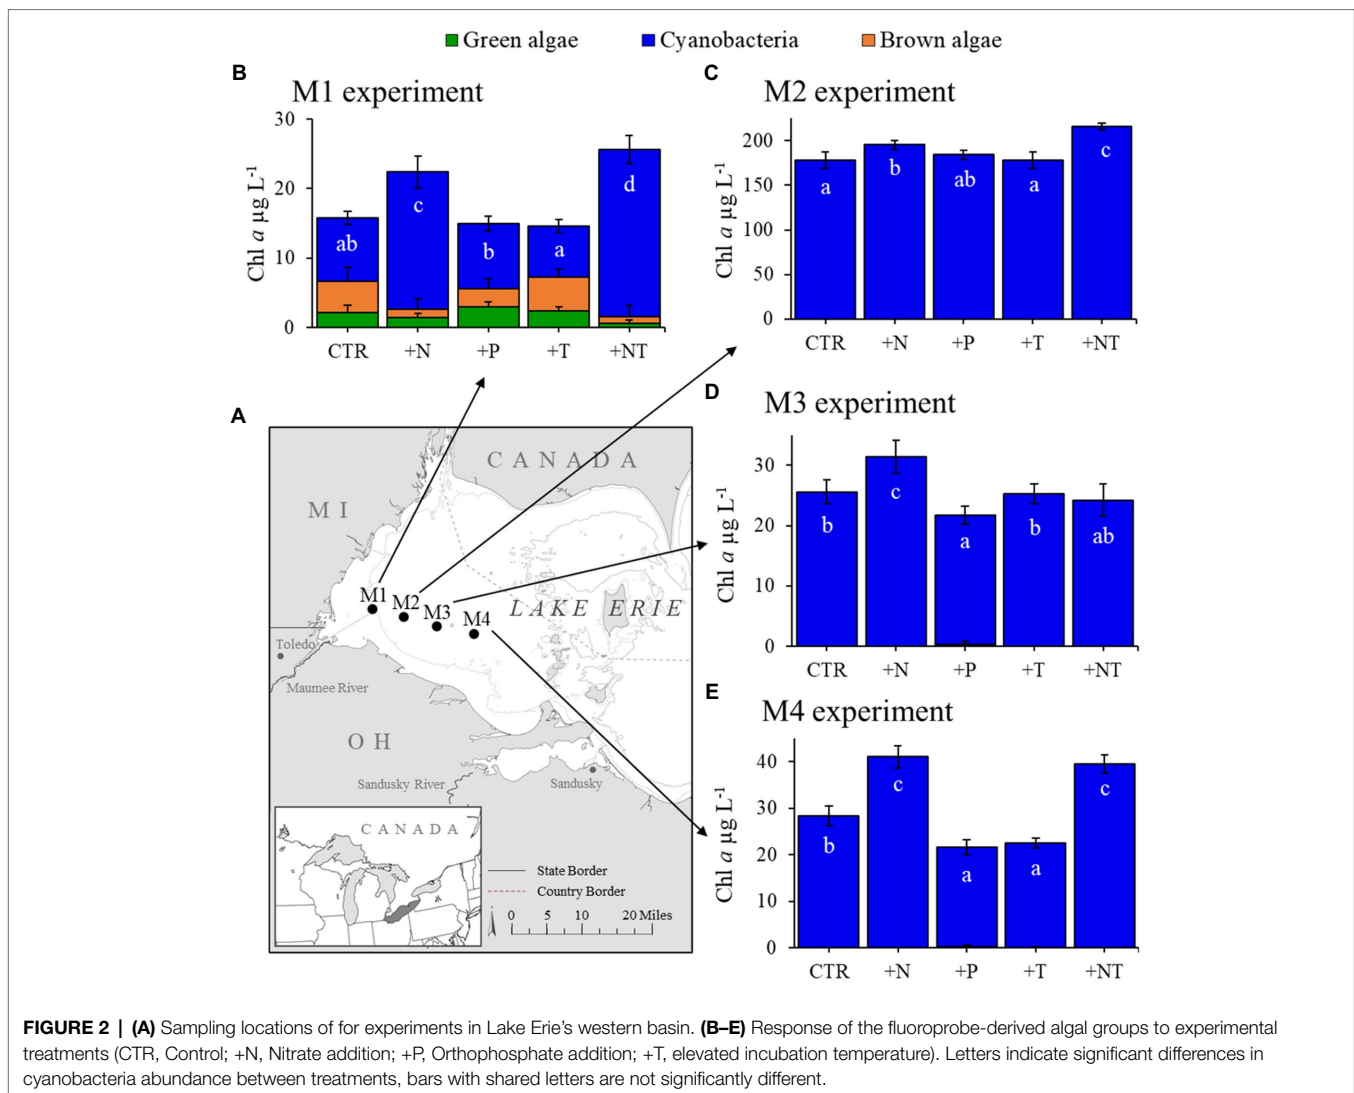 Green algae
Cyanobacteria
Brown algae
B
M1 experiment
Chl a µg L-1
30
20
10
0
ab
c
b
a
d
CTR
+N
+P
+T
+NT
C
M2 experiment
Chl a µg L-1
200
150
100
50
0
a
b
ab
a
c
CTR
+N
+P
+T
+NT
A
CANADA
MI
M1
M2
M3
M4
LAKE ERIE
Toledo
Maumee River
OH
Sandusky River
Sandusky
CANADA
State Border
Country Border
0 5 10 20 Miles
D
M3 experiment
Chl a µg L-1
30
20
10
0
b
c
a
b
ab
CTR
+N
+P
+T
+NT
E
M4 experiment
Chl a µg L-1
40
30
20
10
0
b
c
a
a
c
CTR
+N
+P
+T
+NT
FIGURE 2 | (A) Sampling locations of for experiments in Lake Erie's western basin. (B–E) Response of the fluoroprobe-derived algal groups to experimental
treatments (CTR, Control; +N, Nitrate addition; +P, Orthophosphate addition; +T, elevated incubation temperature). Letters indicate significant differences in
cyanobacteria abundance between treatments, bars with shared letters are not significantly different.